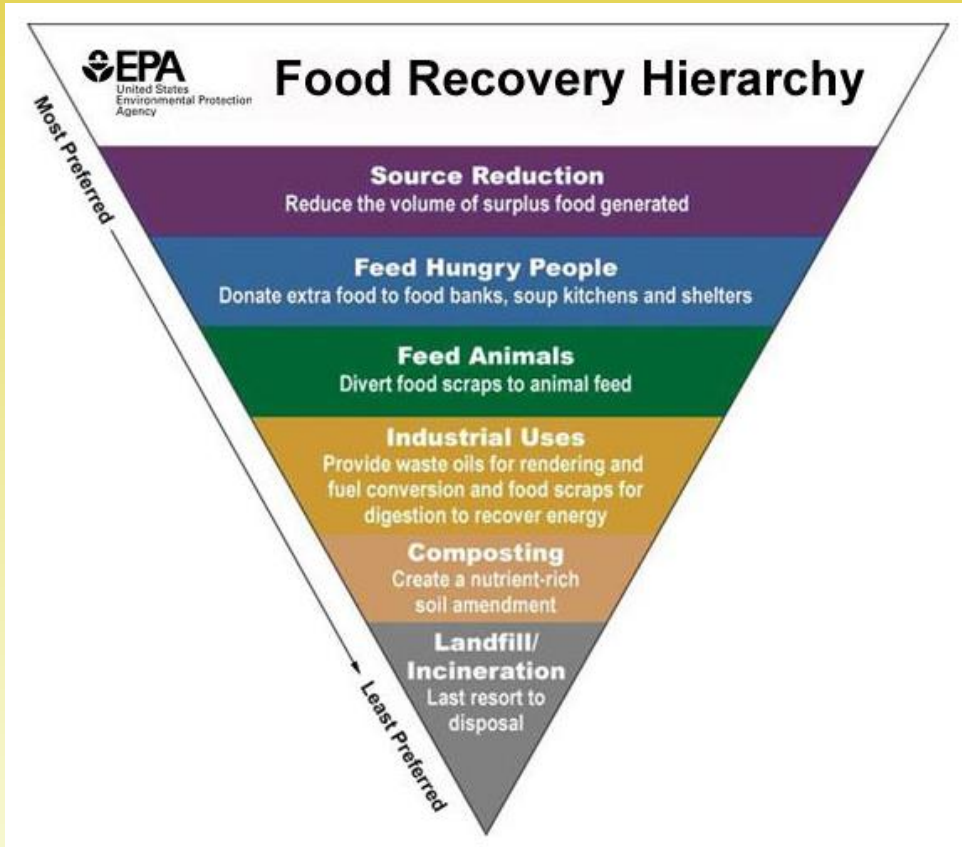 EPA
United States
Environmental Protection
Agency
Food Recovery Hierarchy
Most Preferred
Source Reduction
Reduce the volume of surplus food generated
Feed Hungry People
Donate extra food to food banks, soup kitchens and shelters
Feed Animals
Divert food scraps to animal feed
Industrial Uses
Provide waste oils for rendering and
fuel conversion and food scraps for
digestion to recover energy
Composting
Create a nutrient-rich
soil amendment
Landfill/
Incineration
Last resort to
disposal
Least Preferred